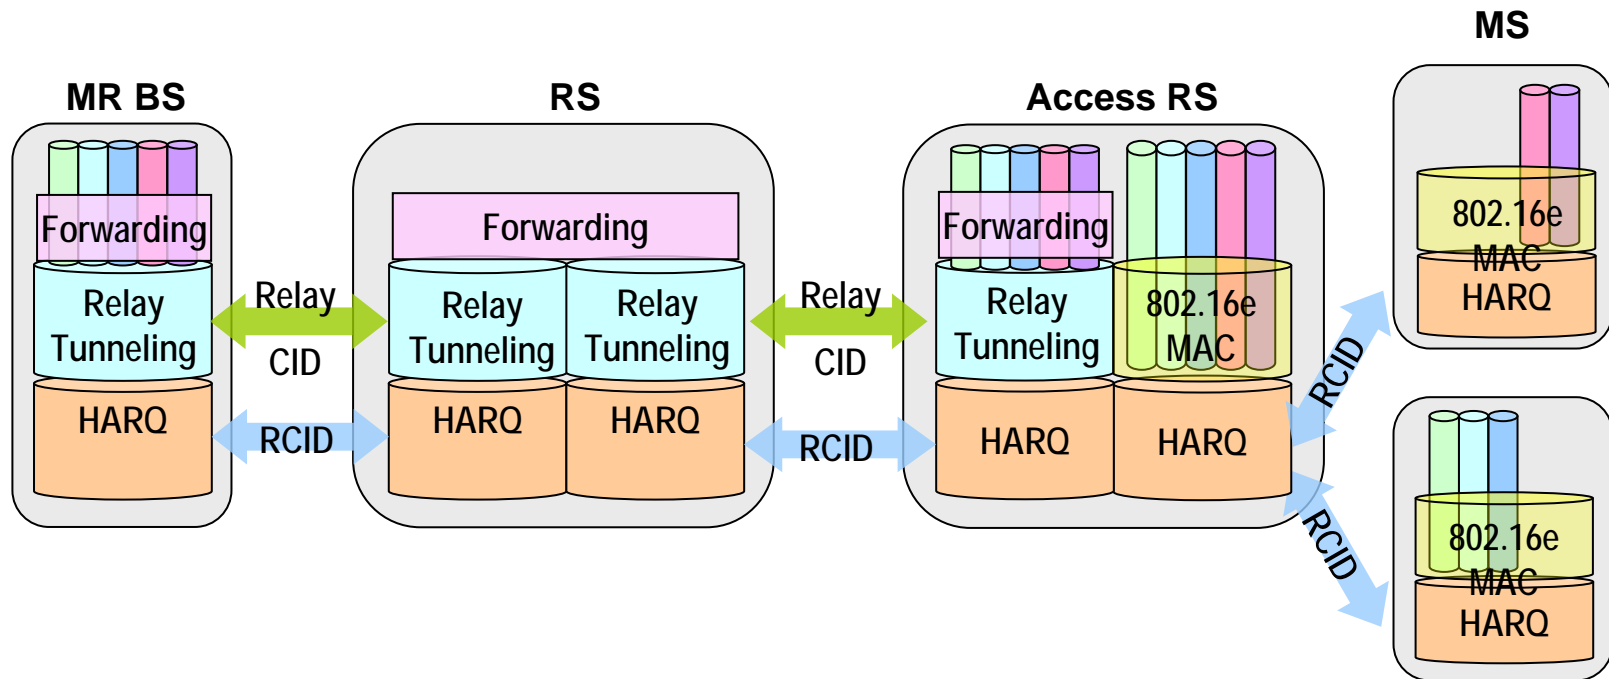 MR BS
RS
Access RS
MS
Forwarding
Relay
Tunneling
HARQ
Relay
CID
RCID
Forwarding
Relay
Tunneling
Relay
Tunneling
HARQ
HARQ
Relay
CID
RCID
Forwarding
Relay
Tunneling
802.16e
MAC
HARQ
HARQ
RCID
RCID
802.16e
MAC
HARQ
802.16e
MAC
HARQ